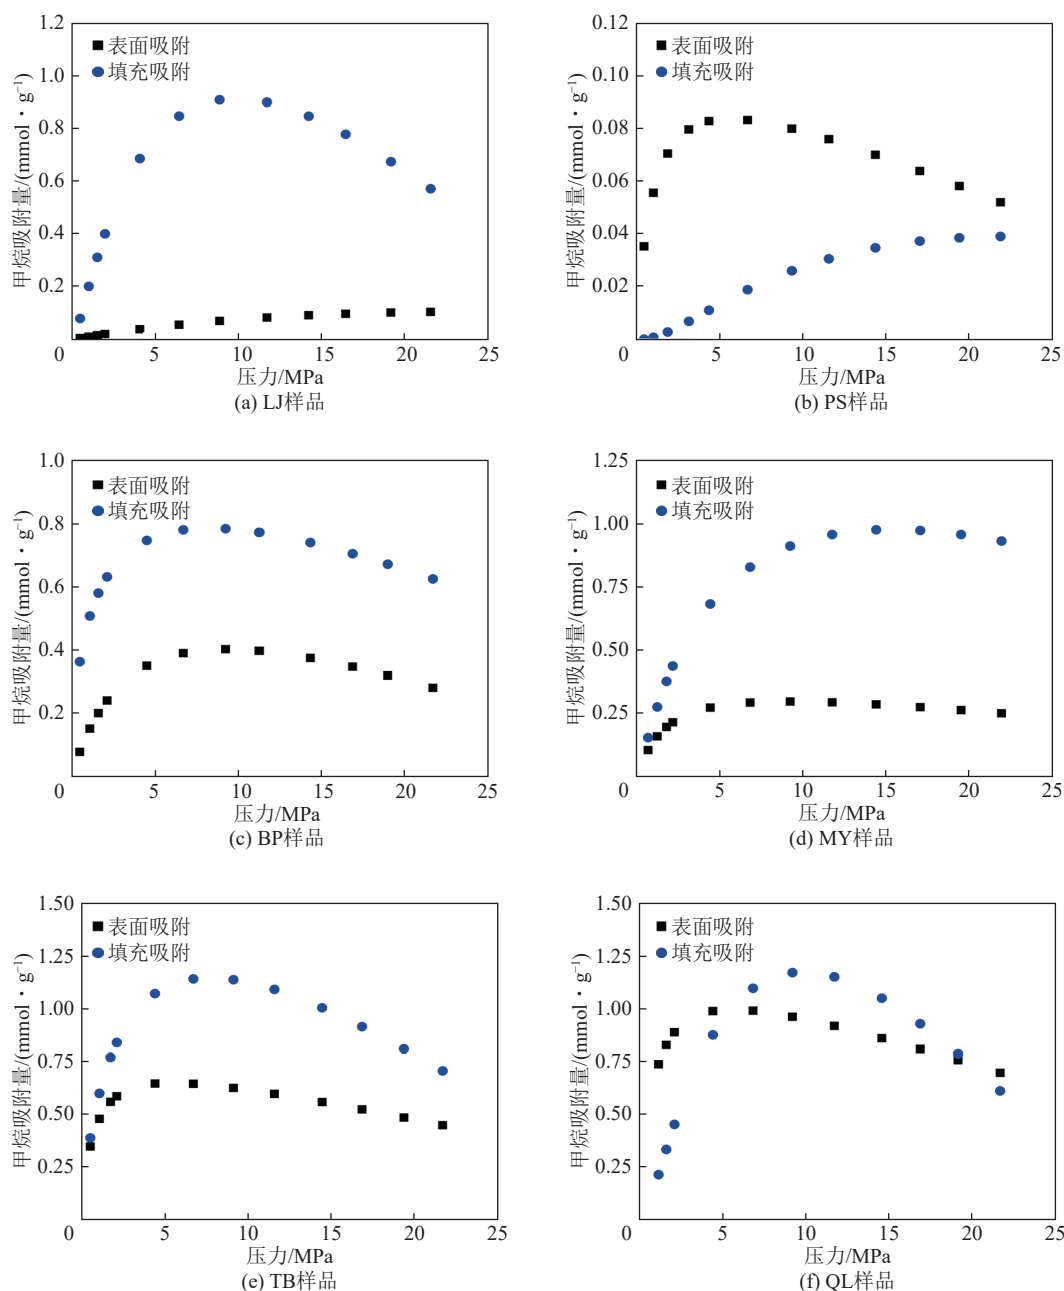 1.2
1.0
0.8
0.6
0.4
0.2
0
5
10
15
20
25
甲烷吸附量/(mmol·g⁻¹)
表面吸附
填充吸附
压力/MPa
(a) LJ样品
0.12
0.10
0.08
0.06
0.04
0.02
0
5
10
15
20
25
甲烷吸附量/(mmol·g⁻¹)
表面吸附
填充吸附
压力/MPa
(b) PS样品
1.0
0.8
0.6
0.4
0.2
0
5
10
15
20
25
甲烷吸附量/(mmol·g⁻¹)
表面吸附
填充吸附
压力/MPa
(c) BP样品
1.25
1.00
0.75
0.50
0.25
0
5
10
15
20
25
甲烷吸附量/(mmol·g⁻¹)
表面吸附
填充吸附
压力/MPa
(d) MY样品
1.50
1.25
1.00
0.75
0.50
0.25
0
5
10
15
20
25
甲烷吸附量/(mmol·g⁻¹)
表面吸附
填充吸附
压力/MPa
(e) TB样品
1.50
1.25
1.00
0.75
0.50
0.25
0
5
10
15
20
25
甲烷吸附量/(mmol·g⁻¹)
表面吸附
填充吸附
压力/MPa
(f) QL样品